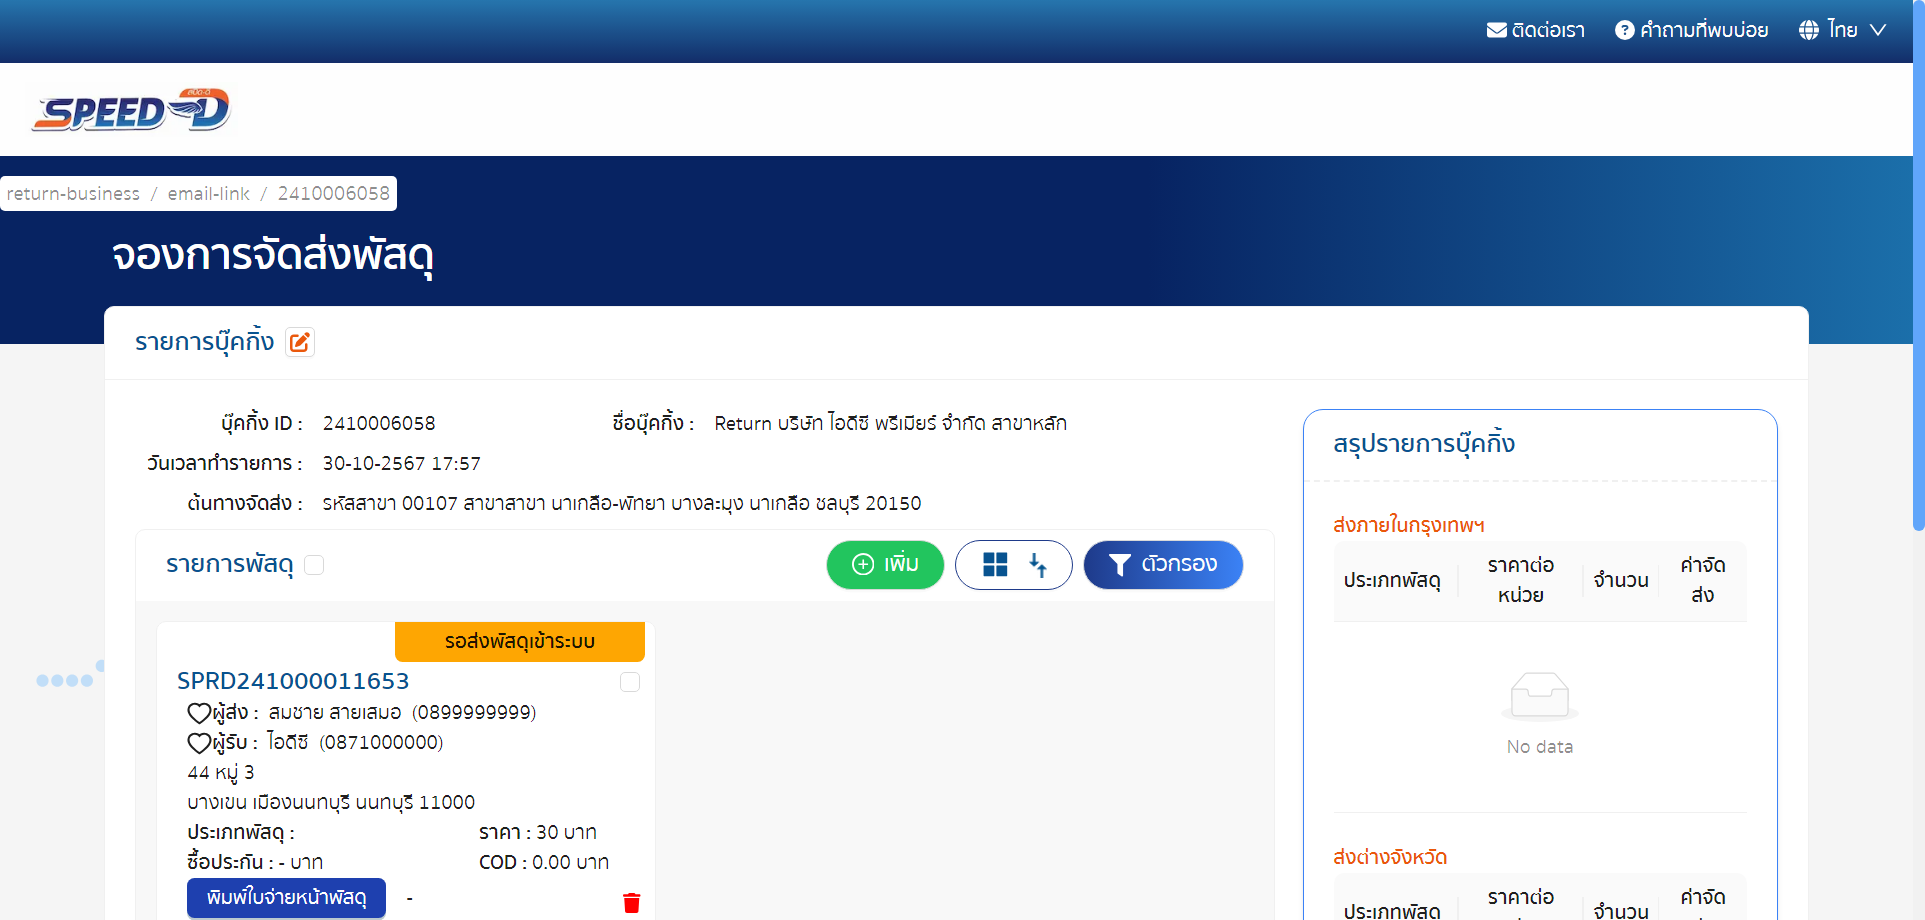 ติดต่อเรา
คำถามที่พบบ่อย
ไทย
สปีด-ดี
SPEED-D
return-business / email-link / 2410006058
จองการจัดส่งพัสดุ
รายการบุ๊คกิ้ง
บุ๊คกิ้ง ID : 2410006058
ชื่อบุ๊คกิ้ง : Return บริษัท ไอดีซี พรีเมียร์ จำกัด สาขาหลัก
วันเวลาทำรายการ : 30-10-2567 17:57
ต้นทางจัดส่ง : รหัสสาขา 00107 สาขาสาขา นาเกลือ-พัทยา บางละมุง นาเกลือ ชลบุรี 20150
รายการพัสดุ
เพิ่ม
ตัวกรอง
รอส่งพัสดุเข้าระบบ
SPRD241000011653
ผู้ส่ง : สมชาย สายเสมอ (0899999999)
ผู้รับ : ไอดีซี (0871000000)
44 หมู่ 3
บางเขน เมืองนนทบุรี นนทบุรี 11000
ประเภทพัสดุ :
ราคา : 30 บาท
ซื้อประกัน : - บาท
COD : 0.00 บาท
พิมพ์ใบจ่ายหน้าพัสดุ
-
สรุปรายการบุ๊คกิ้ง
ส่งภายในกรุงเทพฯ
ประเภทพัสดุ
ราคาต่อ
หน่วย
จำนวน
ค่าจัด
ส่ง
No data
ส่งต่างจังหวัด
ประเภทพัสดุ
ราคาต่อ
จำนวน
ค่าจัด